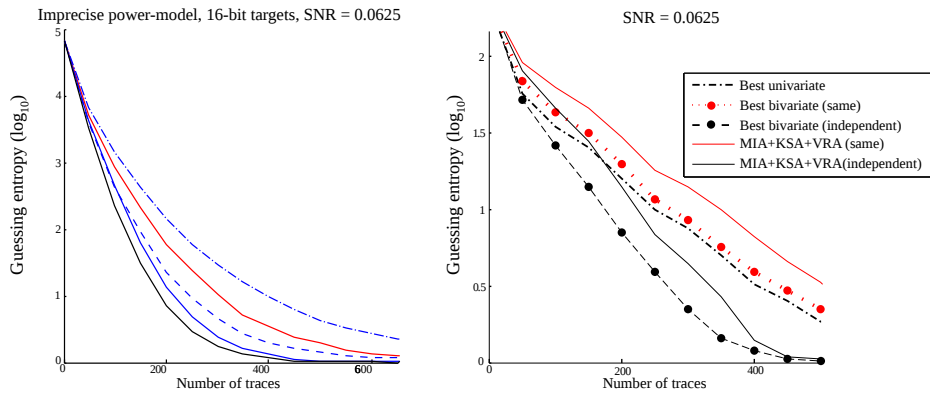 Imprecise power-model, 16-bit targets, SNR = 0.0625
Guessing entropy (log10)
5
4
3
2
1
0
0
200
400
600
Number of traces
SNR = 0.0625
Guessing entropy (log10)
2
1.5
1
0.5
0
0
200
400
Number of traces
Best univariate
Best bivariate (same)
Best bivariate (independent)
MIA+KSA+VRA (same)
MIA+KSA+VRA(independent)